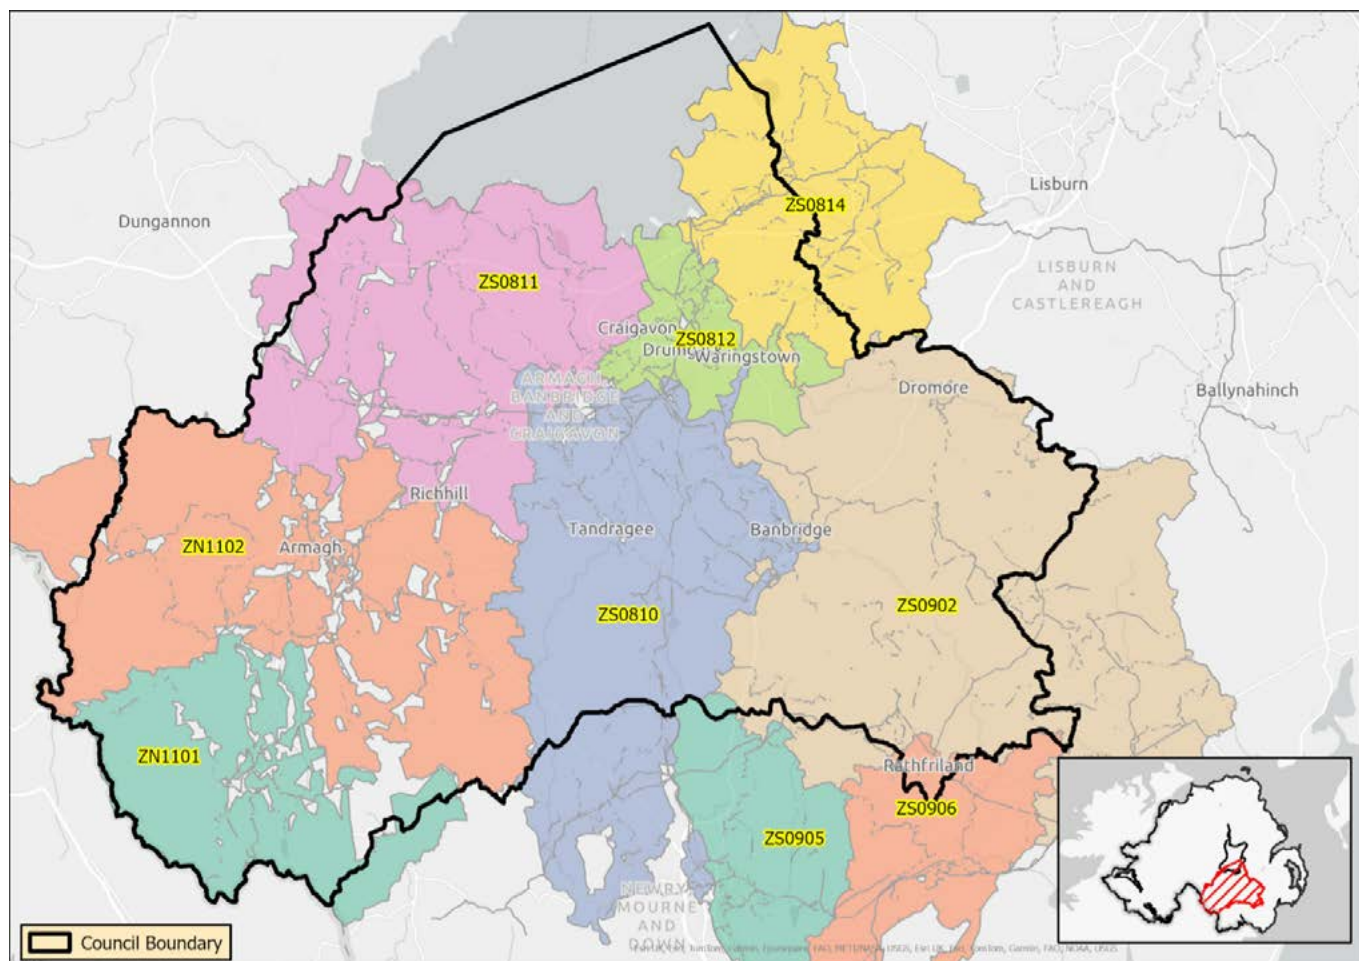 Dungannon
Lisburn
ZS0814
LISBURN
AND
CASTLEREAGH
ZS0811
Craigavon
ZS0812
Waringstown
ARMAGH
BANBRIDGE
AND
CRAIGAVON
Dromore
Ballynahinch
Richhill
Tandragee
Banbridge
ZN1102
Armagh
ZS0810
ZS0902
ZN1101
Rathfriland
ZS0906
ZS0905
NEWRY
MOURNE
AND
DOWN
Council Boundary